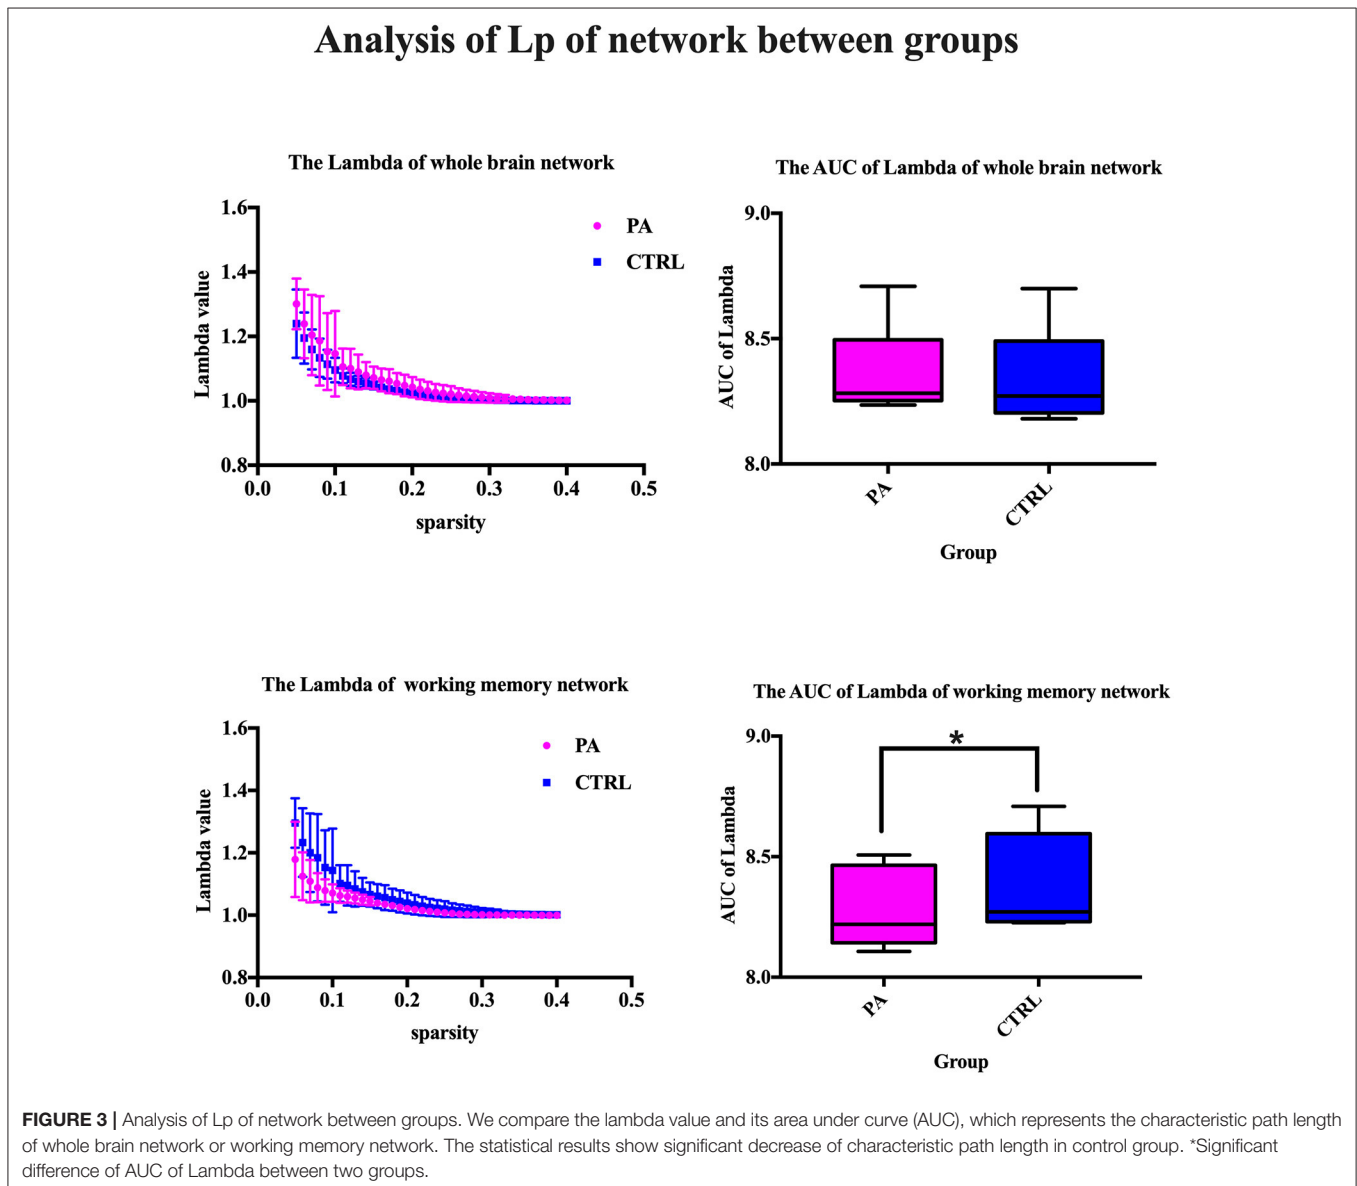 Analysis of Lp of network between groups
The Lambda of whole brain network
1.6
1.4
1.2
1.0
0.8
Lambda value
0.0 0.1 0.2 0.3 0.4 0.5
sparsity
PA
CTRL
The AUC of Lambda of whole brain network
9.0
8.5
8.0
AUC of Lambda
PA CTRL
Group
The Lambda of working memory network
1.6
1.4
1.2
1.0
0.8
Lambda value
0.0 0.1 0.2 0.3 0.4 0.5
sparsity
PA
CTRL
The AUC of Lambda of working memory network
9.0
8.5
8.0
AUC of Lambda
*
PA CTRL
Group
FIGURE 3 | Analysis of Lp of network between groups. We compare the lambda value and its area under curve (AUC), which represents the characteristic path length
of whole brain network or working memory network. The statistical results show significant decrease of characteristic path length in control group. *Significant
difference of AUC of Lambda between two groups.